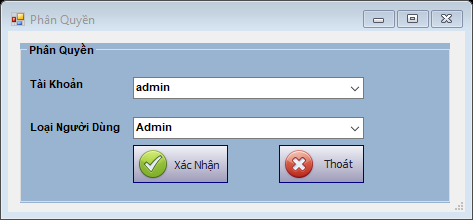 Phân Quyền
Phân Quyền
Tài Khoản
admin
Loại Người Dùng
Admin
Xác Nhận
Thoát